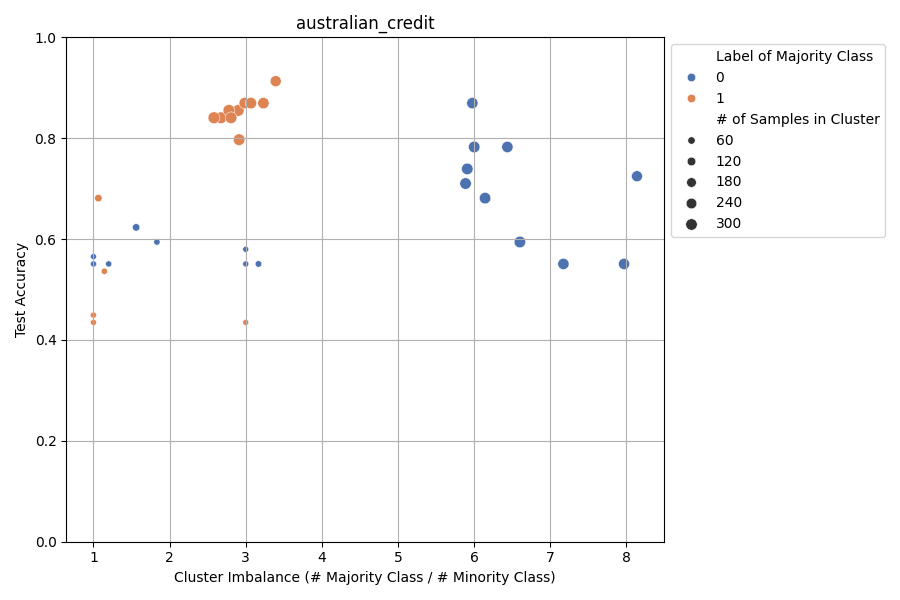 australian_credit
1.0
0.8
0.6
0.4
0.2
0.0
Test Accuracy
1 2 3 4 5 6 7 8
Cluster Imbalance (# Majority Class / # Minority Class)
Label of Majority Class
0
1
# of Samples in Cluster
60
120
180
240
300